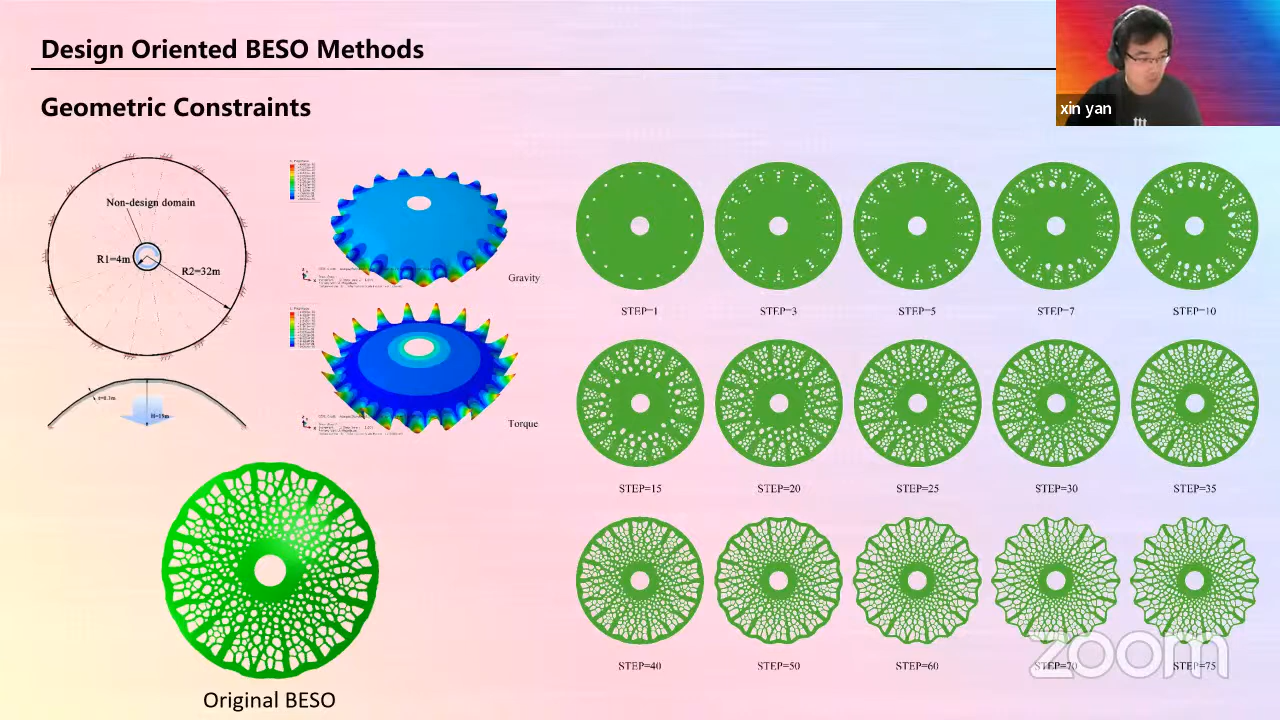 Design Oriented BESO Methods
xin yan
Geometric Constraints
Non-design domain
R1=4m
R2=32m
Gravity
Torque
H=15m
STEP=1
STEP=3
STEP=5
STEP=7
STEP=10
STEP=15
STEP=20
STEP=25
STEP=30
STEP=35
STEP=40
STEP=50
STEP=60
STEP=70
STEP=75
zoom
Original BESO